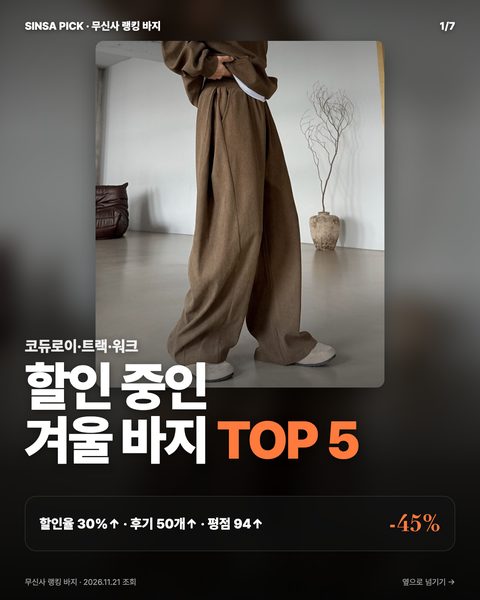 SINSA PICK · 무신사 랭킹 바지
1/7
코듀로이·트랙·워크
할인 중인
겨울 바지 TOP 5
할인율 30%↑ · 후기 50개↑ · 평점 94↑
-45%
무신사 랭킹 바지 · 2026.11.21 조회
옆으로 넘기기 →